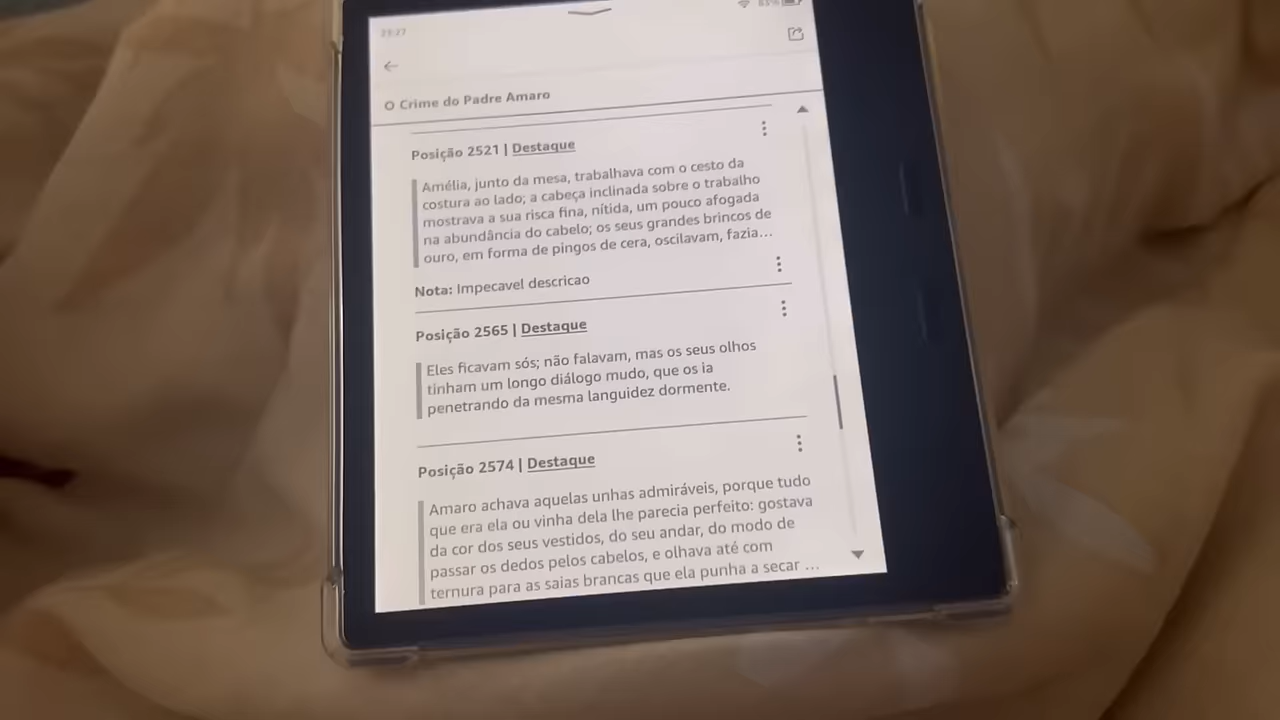 23:27
83%
O Crime do Padre Amaro
Posição 2521 | Destaque
Amélia, junto da mesa, trabalhava com o cesto da
costura ao lado; a cabeça inclinada sobre o trabalho
mostrava a sua risca fina, nítida, um pouco afogada
na abundância do cabelo; os seus grandes brincos de
ouro, em forma de pingos de cera, oscilavam, fazia...
Nota: Impecavel descricao
Posição 2565 | Destaque
Eles ficavam sós; não falavam, mas os seus olhos
tinham um longo diálogo mudo, que os ia
penetrando da mesma languidez dormente.
Posição 2574 | Destaque
Amaro achava aquelas unhas admiráveis, porque tudo
que era ela ou vinha dela lhe parecia perfeito: gostava
da cor dos seus vestidos, do seu andar, do modo de
passar os dedos pelos cabelos, e olhava até com
ternura para as saias brancas que ela punha a secar ...